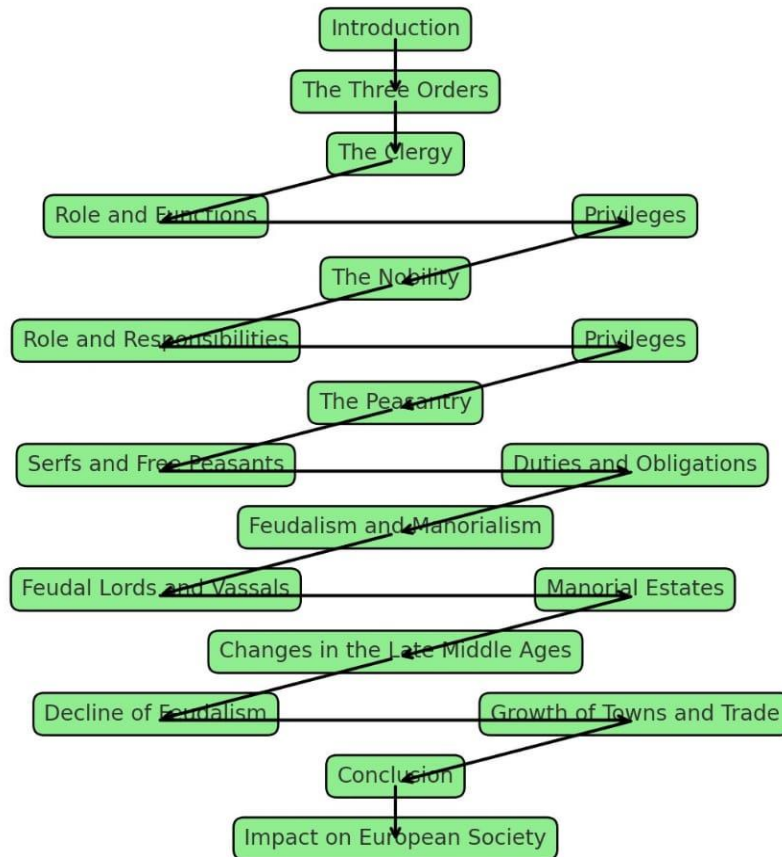 Introduction
The Three Orders
The Clergy
Role and Functions
Privileges
The Nobility
Role and Responsibilities
Privileges
The Peasantry
Serfs and Free Peasants
Duties and Obligations
Feudalism and Manorialism
Feudal Lords and Vassals
Manorial Estates
Changes in the Late Middle Ages
Decline of Feudalism
Growth of Towns and Trade
Conclusion
Impact on European Society